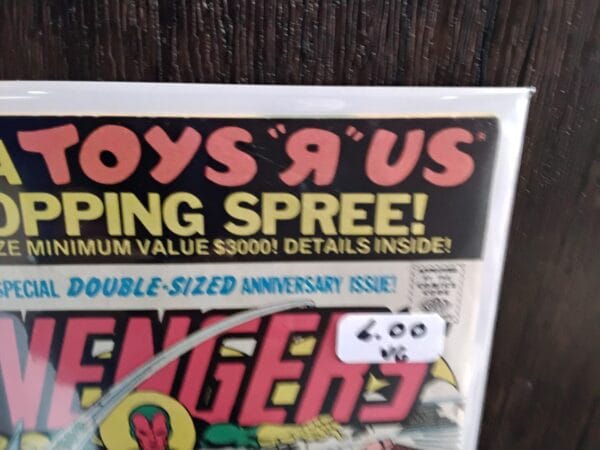 A TOYS "R" US
OPPING SPREE!
ZE MINIMUM VALUE $3000! DETAILS INSIDE!
SPECIAL DOUBLE-SIZED ANNIVERSARY ISSUE!
VENGERS
6.00
VG